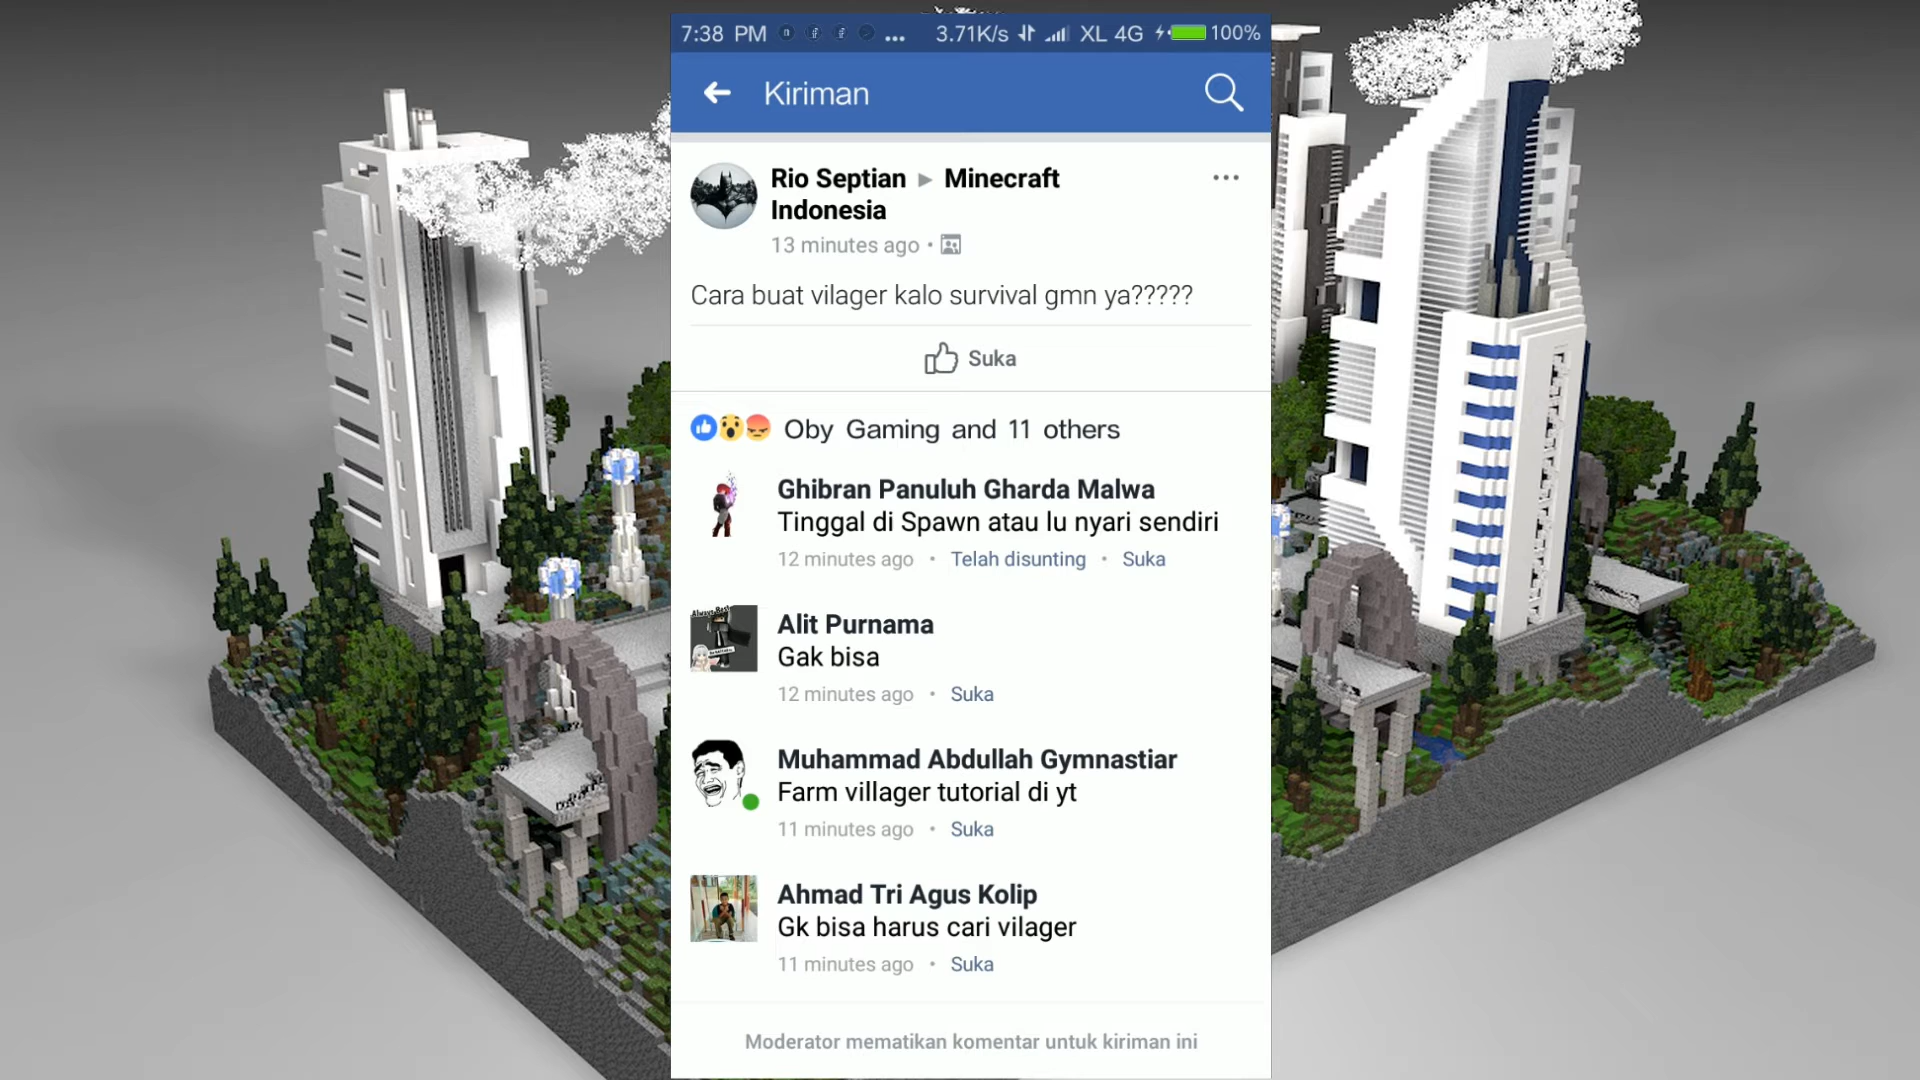 7:38 PM ... 3.71K/s XL 4G 100%
Kiriman
Rio Septian ▸ Minecraft
Indonesia
13 minutes ago •
Cara buat vilager kalo survival gmn ya?????
Suka
Oby Gaming and 11 others
Ghibran Panuluh Gharda Malwa
Tinggal di Spawn atau lu nyari sendiri
12 minutes ago • Telah disunting • Suka
Always Best
Alit Purnama
Gak bisa
12 minutes ago • Suka
Muhammad Abdullah Gymnastiar
Farm villager tutorial di yt
11 minutes ago • Suka
Ahmad Tri Agus Kolip
Gk bisa harus cari vilager
11 minutes ago • Suka
Moderator mematikan komentar untuk kiriman ini